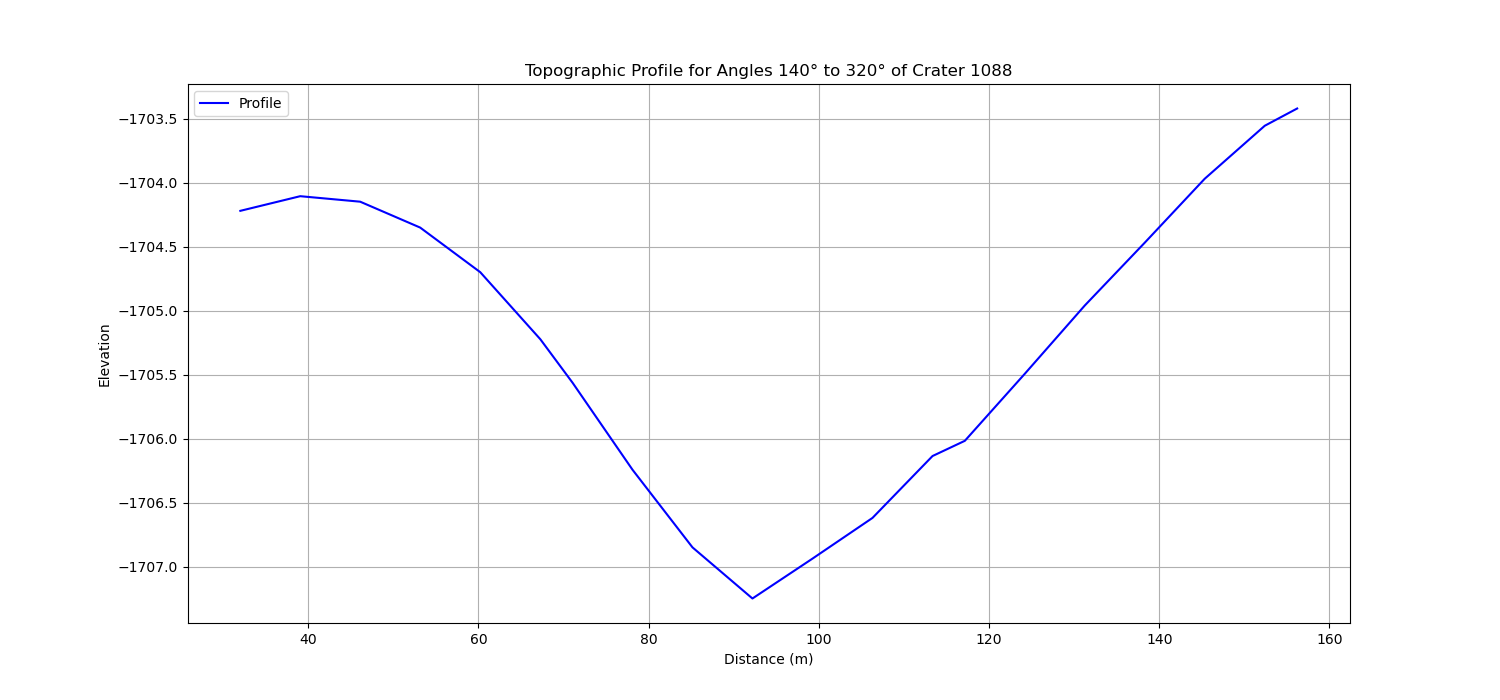 Topographic Profile for Angles 140° to 320° of Crater 1088
Profile
−1703.5
−1704.0
−1704.5
−1705.0
−1705.5
−1706.0
−1706.5
−1707.0
Elevation
40 60 80 100 120 140 160
Distance (m)